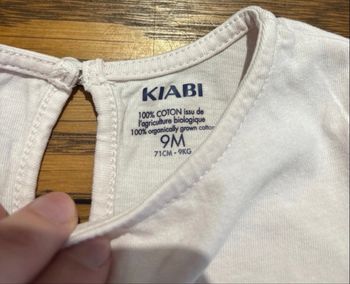 KIABI
100% COTON issu de
l'agriculture biologique
100% organically grown cotton
9M
71CM - 9KG